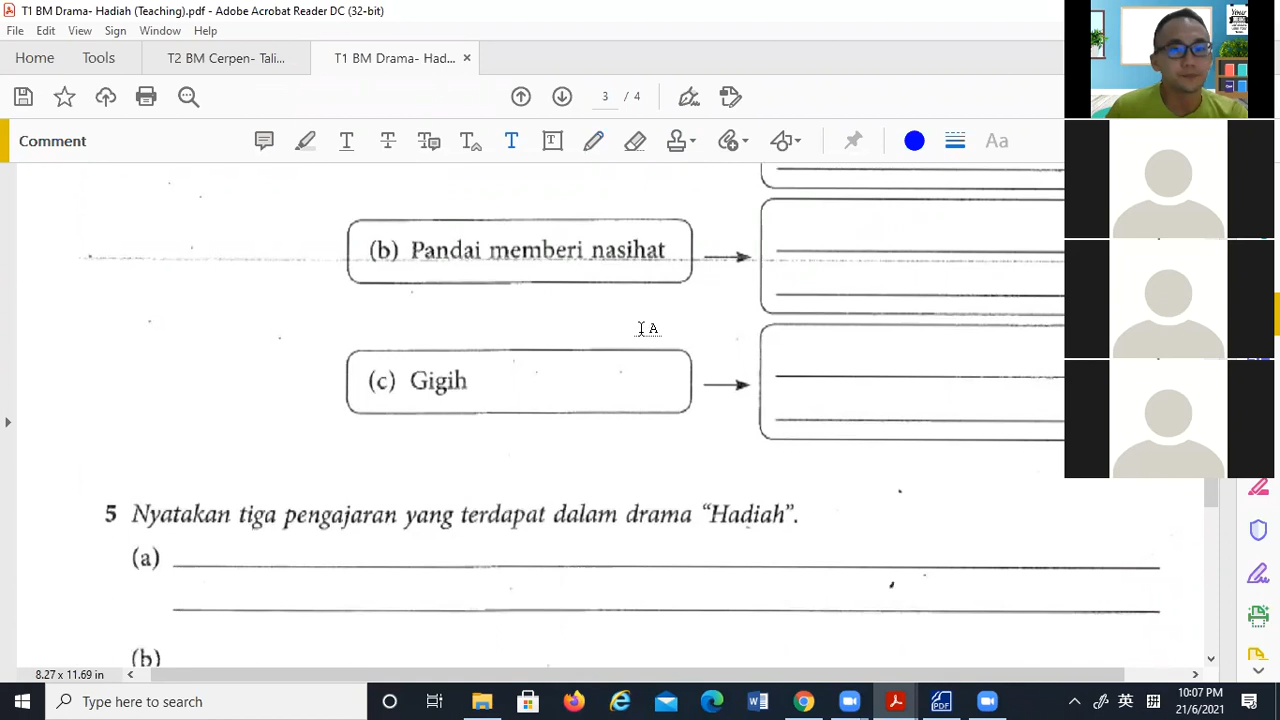 T1 BM Drama- Hadiah (Teaching).pdf - Adobe Acrobat Reader DC (32-bit)
File Edit View Sign Window Help
Home Tools T2 BM Cerpen- Tali... T1 BM Drama- Had... ×
3 / 4
Comment
T T T T T T Aa
(b) Pandai memberi nasihat
A
(c) Gigih
5 Nyatakan tiga pengajaran yang terdapat dalam drama “Hadiah”.
(a)
(b)
8.27 x 11.69 in
Type here to search
英
10:07 PM
21/6/2021